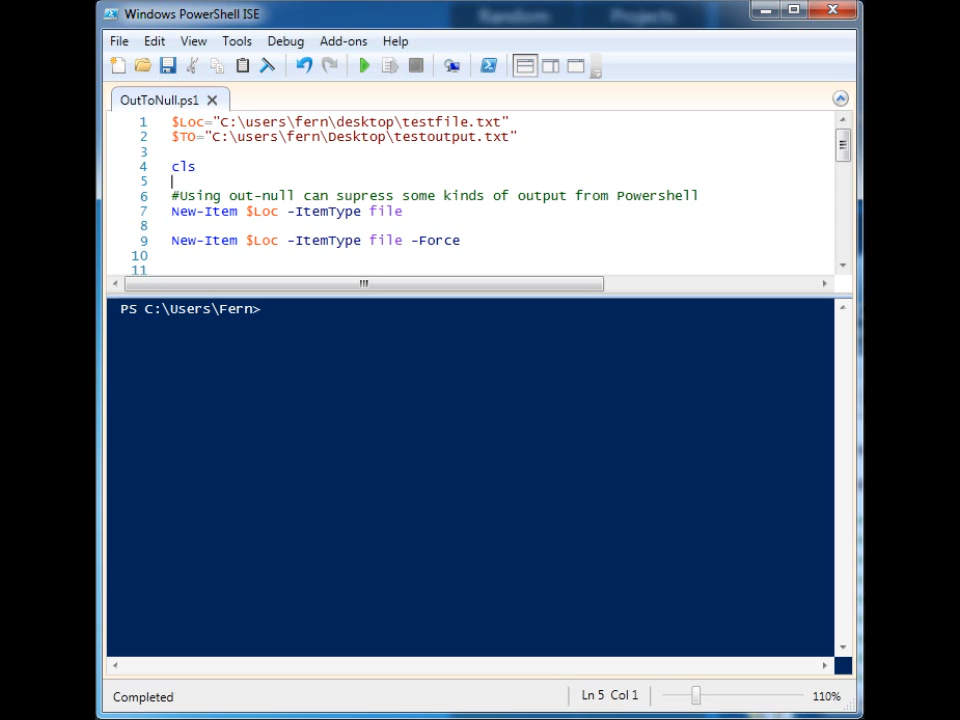 Windows PowerShell ISE
Random Projects
File Edit View Tools Debug Add-ons Help
OutToNull.ps1
1 $Loc="C:\users\fern\desktop\testfile.txt"
2 $TO="C:\users\fern\Desktop\testoutput.txt"
3
4 cls
5
6 #Using out-null can supress some kinds of output from Powershell
7 New-Item $Loc -ItemType file
8
9 New-Item $Loc -ItemType file -Force
10
11
PS C:\Users\Fern>
Completed Ln 5 Col 1 110%